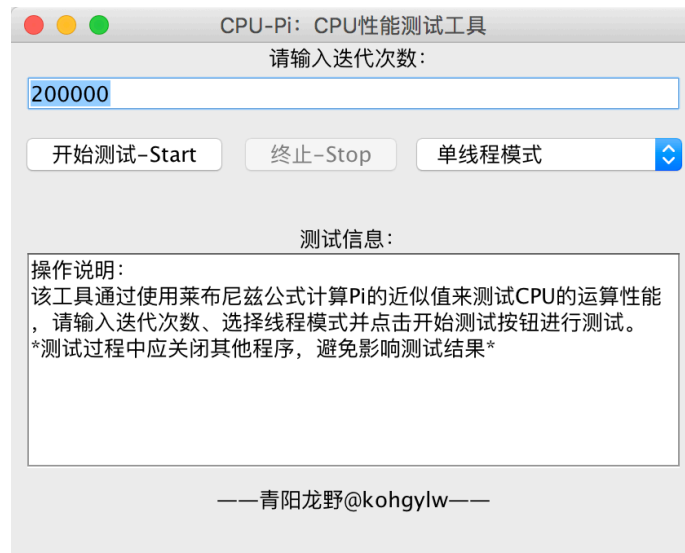 CPU-Pi：CPU性能测试工具
请输入迭代次数：
200000
开始测试-Start 终止-Stop 单线程模式
测试信息：
操作说明：
该工具通过使用莱布尼兹公式计算Pi的近似值来测试CPU的运算性能
，请输入迭代次数、选择线程模式并点击开始测试按钮进行测试。
*测试过程中应关闭其他程序，避免影响测试结果*
——青阳龙野@kohgylw——